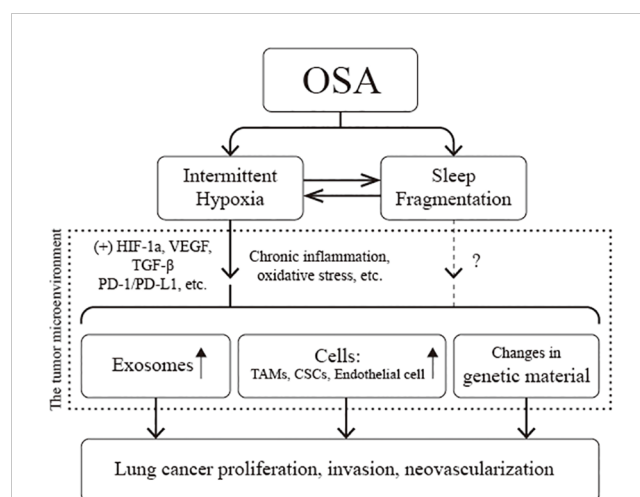 OSA
Intermittent
Hypoxia
Sleep
Fragmentation
The tumor microenvironment
(+) HIF-1a, VEGF,
TGF-β
PD-1/PD-L1, etc.
Chronic inflammation,
oxidative stress, etc.
?
Exosomes
Cells:
TAMs, CSCs, Endothelial cell
Changes in
genetic material
Lung cancer proliferation, invasion, neovascularization